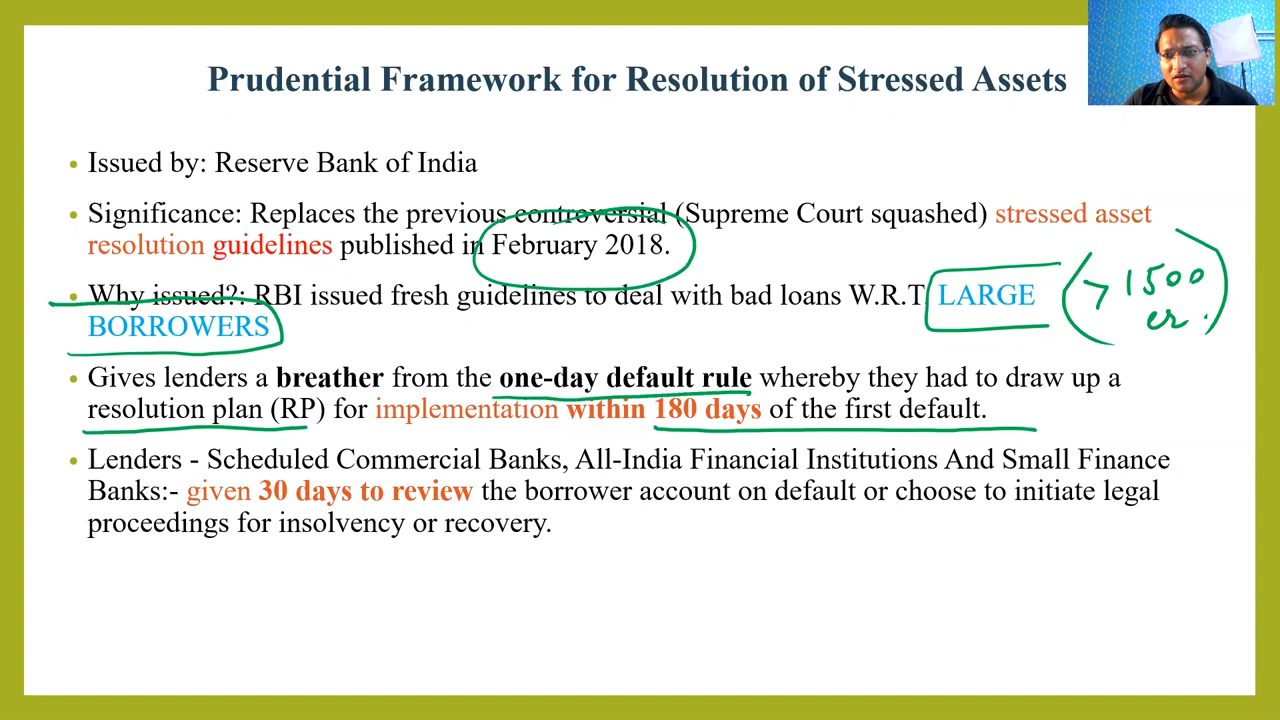 Prudential Framework for Resolution of Stressed Assets
• Issued by: Reserve Bank of India
• Significance: Replaces the previous controversial (Supreme Court squashed) stressed asset
resolution guidelines published in February 2018.
• Why issued?: RBI issued fresh guidelines to deal with bad loans W.R.T. LARGE
BORROWERS
(> 1500
cr.)
• Gives lenders a breather from the one-day default rule whereby they had to draw up a
resolution plan (RP) for implementation within 180 days of the first default.
• Lenders - Scheduled Commercial Banks, All-India Financial Institutions And Small Finance
Banks:- given 30 days to review the borrower account on default or choose to initiate legal
proceedings for insolvency or recovery.